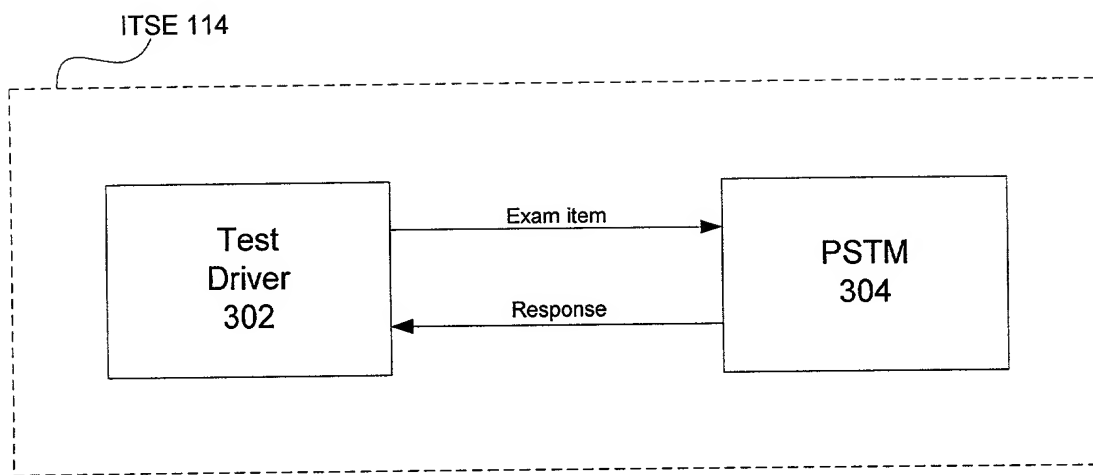 ITSE 114
Test
Driver
302
Exam item
Response
PSTM
304